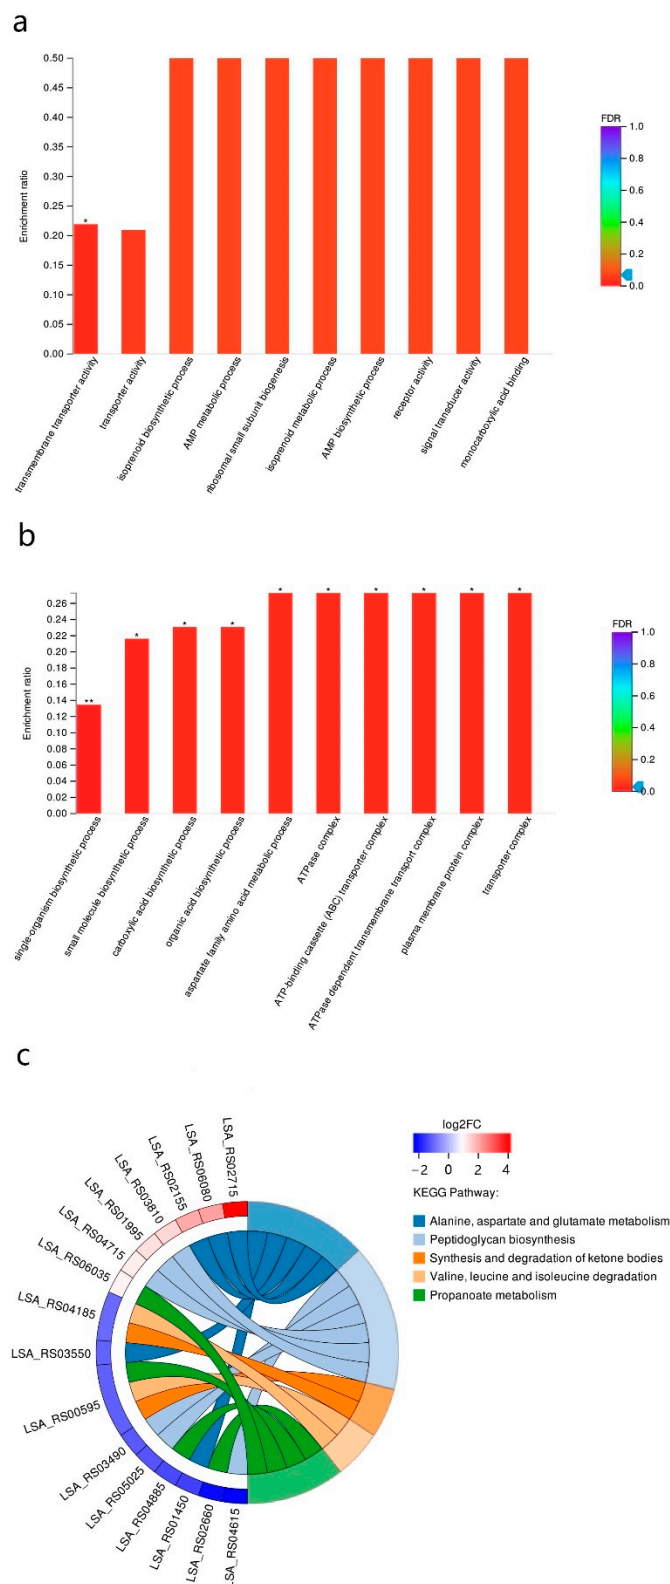 a
0.50
0.45
0.40
0.35
0.30
0.25
0.20
0.15
0.10
0.05
0.00
Enrichment ratio
*
transmembrane transporter activity
transporter activity
isoprenoid biosynthetic process
AMP metabolic process
ribosomal small subunit biogenesis
isoprenoid metabolic process
AMP biosynthetic process
receptor activity
signal transducer activity
monocarboxylic acid binding
FDR
1.0
0.8
0.6
0.4
0.2
0.0
b
0.26
0.24
0.22
0.20
0.18
0.16
0.14
0.12
0.10
0.08
0.06
0.04
0.02
0.00
Enrichment ratio
**
*
*
*
*
*
*
*
*
*
single-organism biosynthetic process
small molecule biosynthetic process
carboxylic acid biosynthetic process
organic acid biosynthetic process
aspartate family amino acid metabolic process
ATPase complex
ATP-binding cassette (ABC) transporter complex
ATPase dependent transmembrane transport complex
plasma membrane protein complex
transporter complex
FDR
1.0
0.8
0.6
0.4
0.2
0.0
c
LSA_RS02715
LSA_RS06080
LSA_RS02155
LSA_RS03810
LSA_RS01995
LSA_RS04715
LSA_RS06035
LSA_RS04185
LSA_RS03550
LSA_RS00595
LSA_RS03490
LSA_RS05025
LSA_RS04885
LSA_RS01450
LSA_RS02660
LSA_RS04615
log2FC
−2 0 2 4
KEGG Pathway:
Alanine, aspartate and glutamate metabolism
Peptidoglycan biosynthesis
Synthesis and degradation of ketone bodies
Valine, leucine and isoleucine degradation
Propanoate metabolism